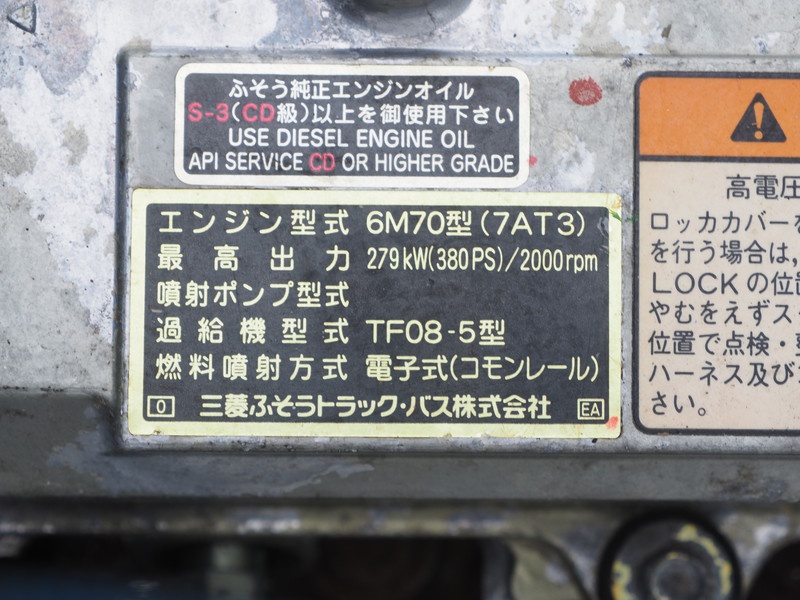 ふそう純正エンジンオイル
S-3(CD級)以上を御使用下さい
USE DIESEL ENGINE OIL
API SERVICE CD OR HIGHER GRADE
エンジン型式 6M70型(7AT3)
最高出力 279kW(380PS)/2000rpm
噴射ポンプ型式
過給機型式 TF08-5型
燃料噴射方式 電子式(コモンレール)
0 三菱ふそうトラック・バス株式会社 EA
高電圧
ロッカカバーを
を行う場合は、
LOCKの位置
やむをえずス
位置で点検・整
ハーネス及び
さい。